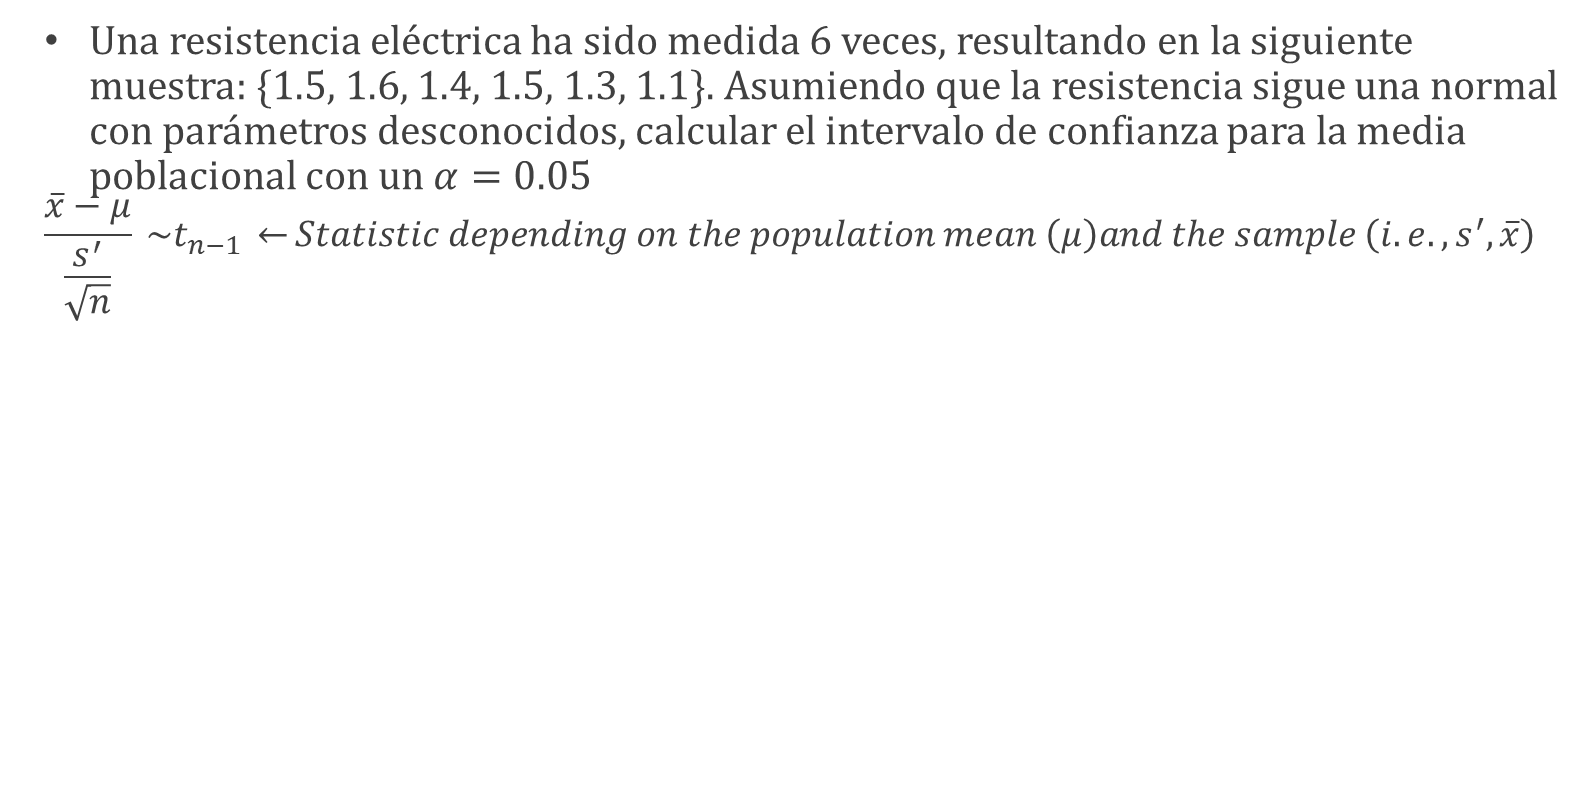 • Una resistencia eléctrica ha sido medida 6 veces, resultando en la siguiente
muestra: {1.5, 1.6, 1.4, 1.5, 1.3, 1.1}. Asumiendo que la resistencia sigue una normal
con parámetros desconocidos, calcular el intervalo de confianza para la media
poblacional con un α = 0.05
x̄ − μ
s′
√n
~tₙ₋₁ ← Statistic depending on the population mean (μ)and the sample (i.e., s′, x̄)